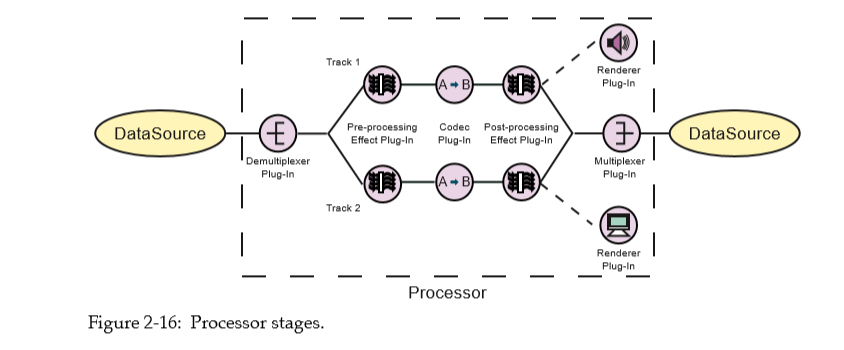 Track 1
Renderer
Plug-In
A B
DataSource
Pre-processing
Effect Plug-In
Codec
Plug-In
Post-processing
Effect Plug-In
DataSource
Demultiplexer
Plug-In
Multiplexer
Plug-In
A B
Track 2
Renderer
Plug-In
Processor
Figure 2-16: Processor stages.